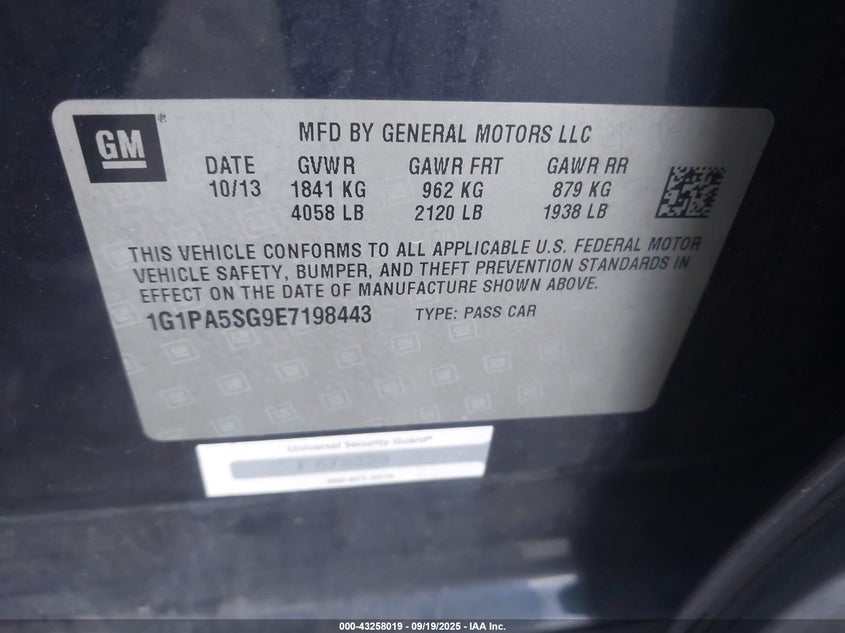 GM
MFD BY GENERAL MOTORS LLC
DATE GVWR GAWR FRT GAWR RR
10/13 1841 KG 962 KG 879 KG
4058 LB 2120 LB 1938 LB
THIS VEHICLE CONFORMS TO ALL APPLICABLE U.S. FEDERAL MOTOR
VEHICLE SAFETY, BUMPER, AND THEFT PREVENTION STANDARDS IN
EFFECT ON THE DATE OF MANUFACTURE SHOWN ABOVE.
1G1PA5SG9E7198443 TYPE: PASS CAR
Universal Security Guard®
000-43258019 - 09/19/2025 - IAA Inc.